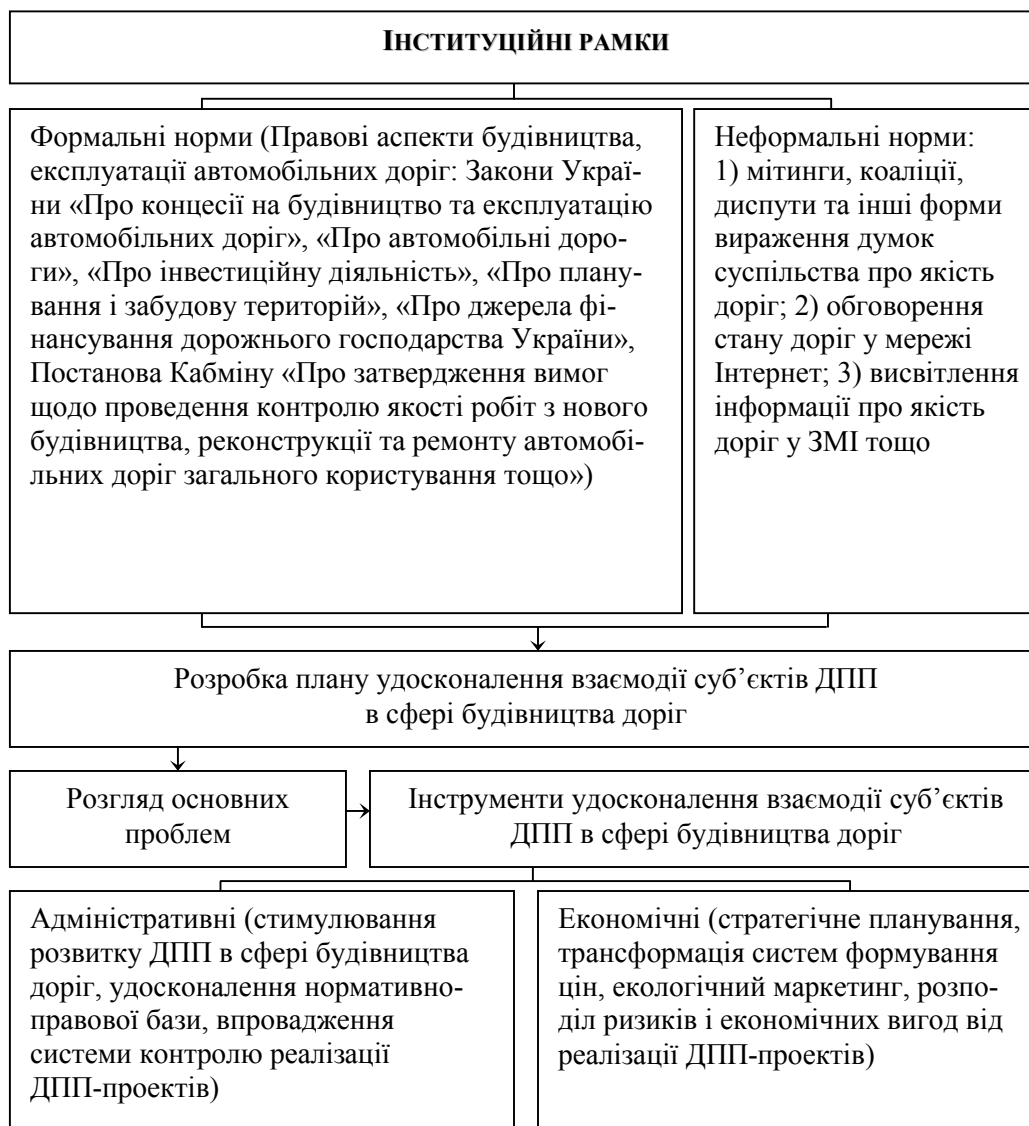 ІНСТИТУЦІЙНІ РАМКИ
Формальні норми (Правові аспекти будівництва,
експлуатації автомобільних доріг: Закони Украї-
ни «Про концесії на будівництво та експлуатацію
автомобільних доріг», «Про автомобільні доро-
ги», «Про інвестиційну діяльність», «Про плану-
вання і забудову територій», «Про джерела фі-
нансування дорожнього господарства України»,
Постанова Кабміну «Про затвердження вимог
щодо проведення контролю якості робіт з нового
будівництва, реконструкції та ремонту автомобі-
льних доріг загального користування тощо»)
Неформальні норми:
1) мітинги, коаліції,
диспути та інші форми
вираження думок
суспільства про якість
доріг; 2) обговорення
стану доріг у мережі
Інтернет; 3) висвітлення
інформації про якість
доріг у ЗМІ тощо
Розробка плану удосконалення взаємодії суб’єктів ДПП
в сфері будівництва доріг
Розгляд основних
проблем
Інструменти удосконалення взаємодії суб’єктів
ДПП в сфері будівництва доріг
Адміністративні (стимулювання
розвитку ДПП в сфері будівництва
доріг, удосконалення нормативно-
правової бази, впровадження
системи контролю реалізації
ДПП-проектів)
Економічні (стратегічне планування,
трансформація систем формування
цін, екологічний маркетинг, розпо-
діл ризиків і економічних вигод від
реалізації ДПП-проектів)